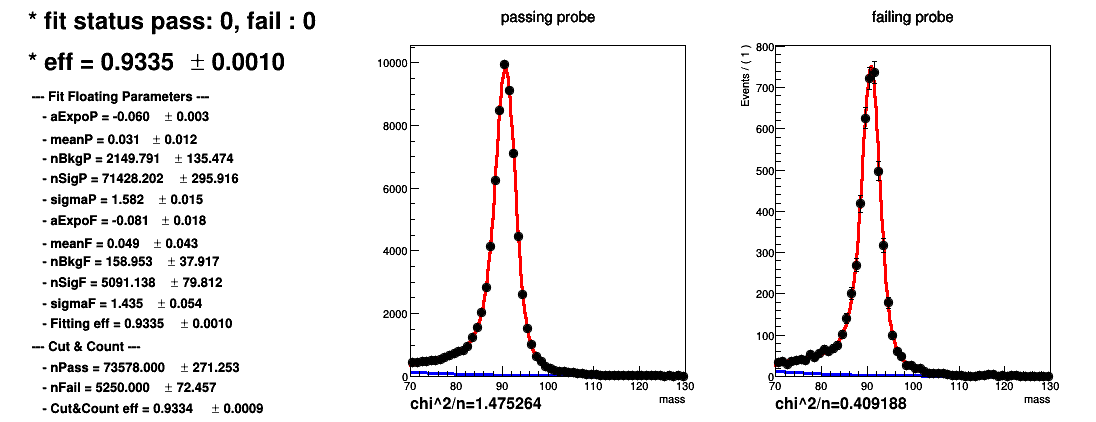 * fit status pass: 0, fail : 0
* eff = 0.9335 ± 0.0010
--- Fit Floating Parameters ---
- aExpoP = -0.060 ± 0.003
- meanP = 0.031 ± 0.012
- nBkgP = 2149.791 ± 135.474
- nSigP = 71428.202 ± 295.916
- sigmaP = 1.582 ± 0.015
- aExpoF = -0.081 ± 0.018
- meanF = 0.049 ± 0.043
- nBkgF = 158.953 ± 37.917
- nSigF = 5091.138 ± 79.812
- sigmaF = 1.435 ± 0.054
- Fitting eff = 0.9335 ± 0.0010
--- Cut & Count ---
- nPass = 73578.000 ± 271.253
- nFail = 5250.000 ± 72.457
- Cut&Count eff = 0.9334 ± 0.0009
passing probe
10000
8000
6000
4000
2000
0
70 80 90 100 110 120 130
mass
chi^2/n=1.475264
failing probe
Events / ( 1 )
800
700
600
500
400
300
200
100
0
70 80 90 100 110 120 130
mass
chi^2/n=0.409188